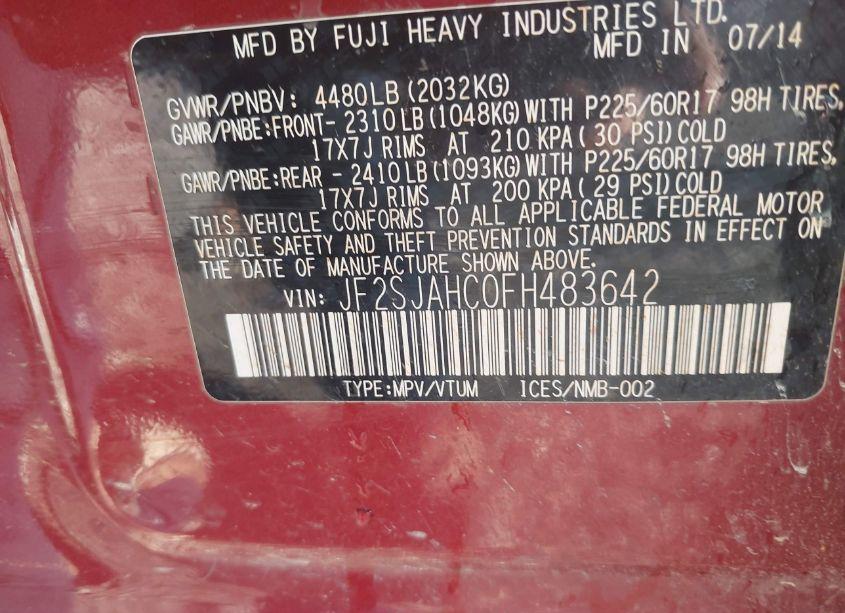 MFD BY FUJI HEAVY INDUSTRIES LTD.
MFD IN 07/14
GVWR/PNBV: 4480LB (2032KG)
GAWR/PNBE:FRONT- 2310LB (1048KG) WITH P225/60R17 98H TIRES,
17X7J RIMS AT 210 KPA ( 30 PSI) COLD
GAWR/PNBE:REAR - 2410LB (1093KG) WITH P225/60R17 98H TIRES,
17X7J RIMS AT 200 KPA ( 29 PSI) COLD
THIS VEHICLE CONFORMS TO ALL APPLICABLE FEDERAL MOTOR
VEHICLE SAFETY AND THEFT PREVENTION STANDARDS IN EFFECT ON
THE DATE OF MANUFACTURE SHOWN ABOVE.
VIN: JF2SJAHC0FH483642
TYPE:MPV/VTUM ICES/NMB-002